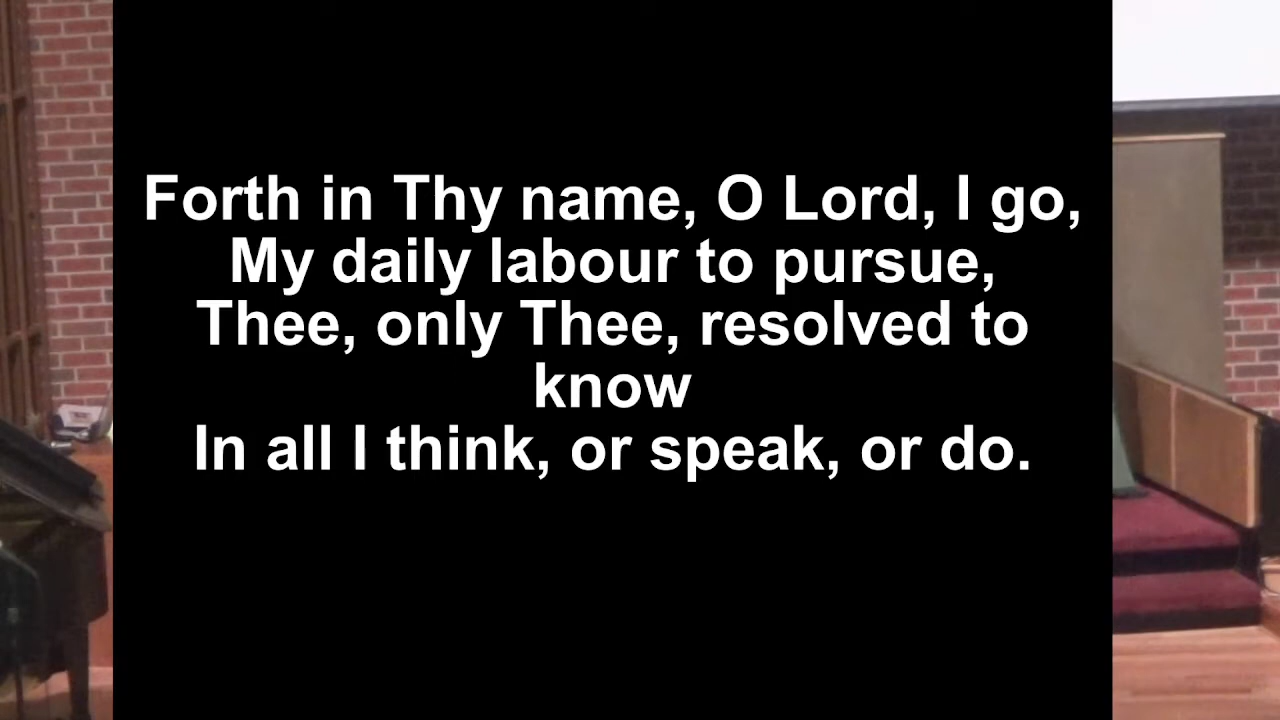 Forth in Thy name, O Lord, I go,
My daily labour to pursue,
Thee, only Thee, resolved to
know
In all I think, or speak, or do.